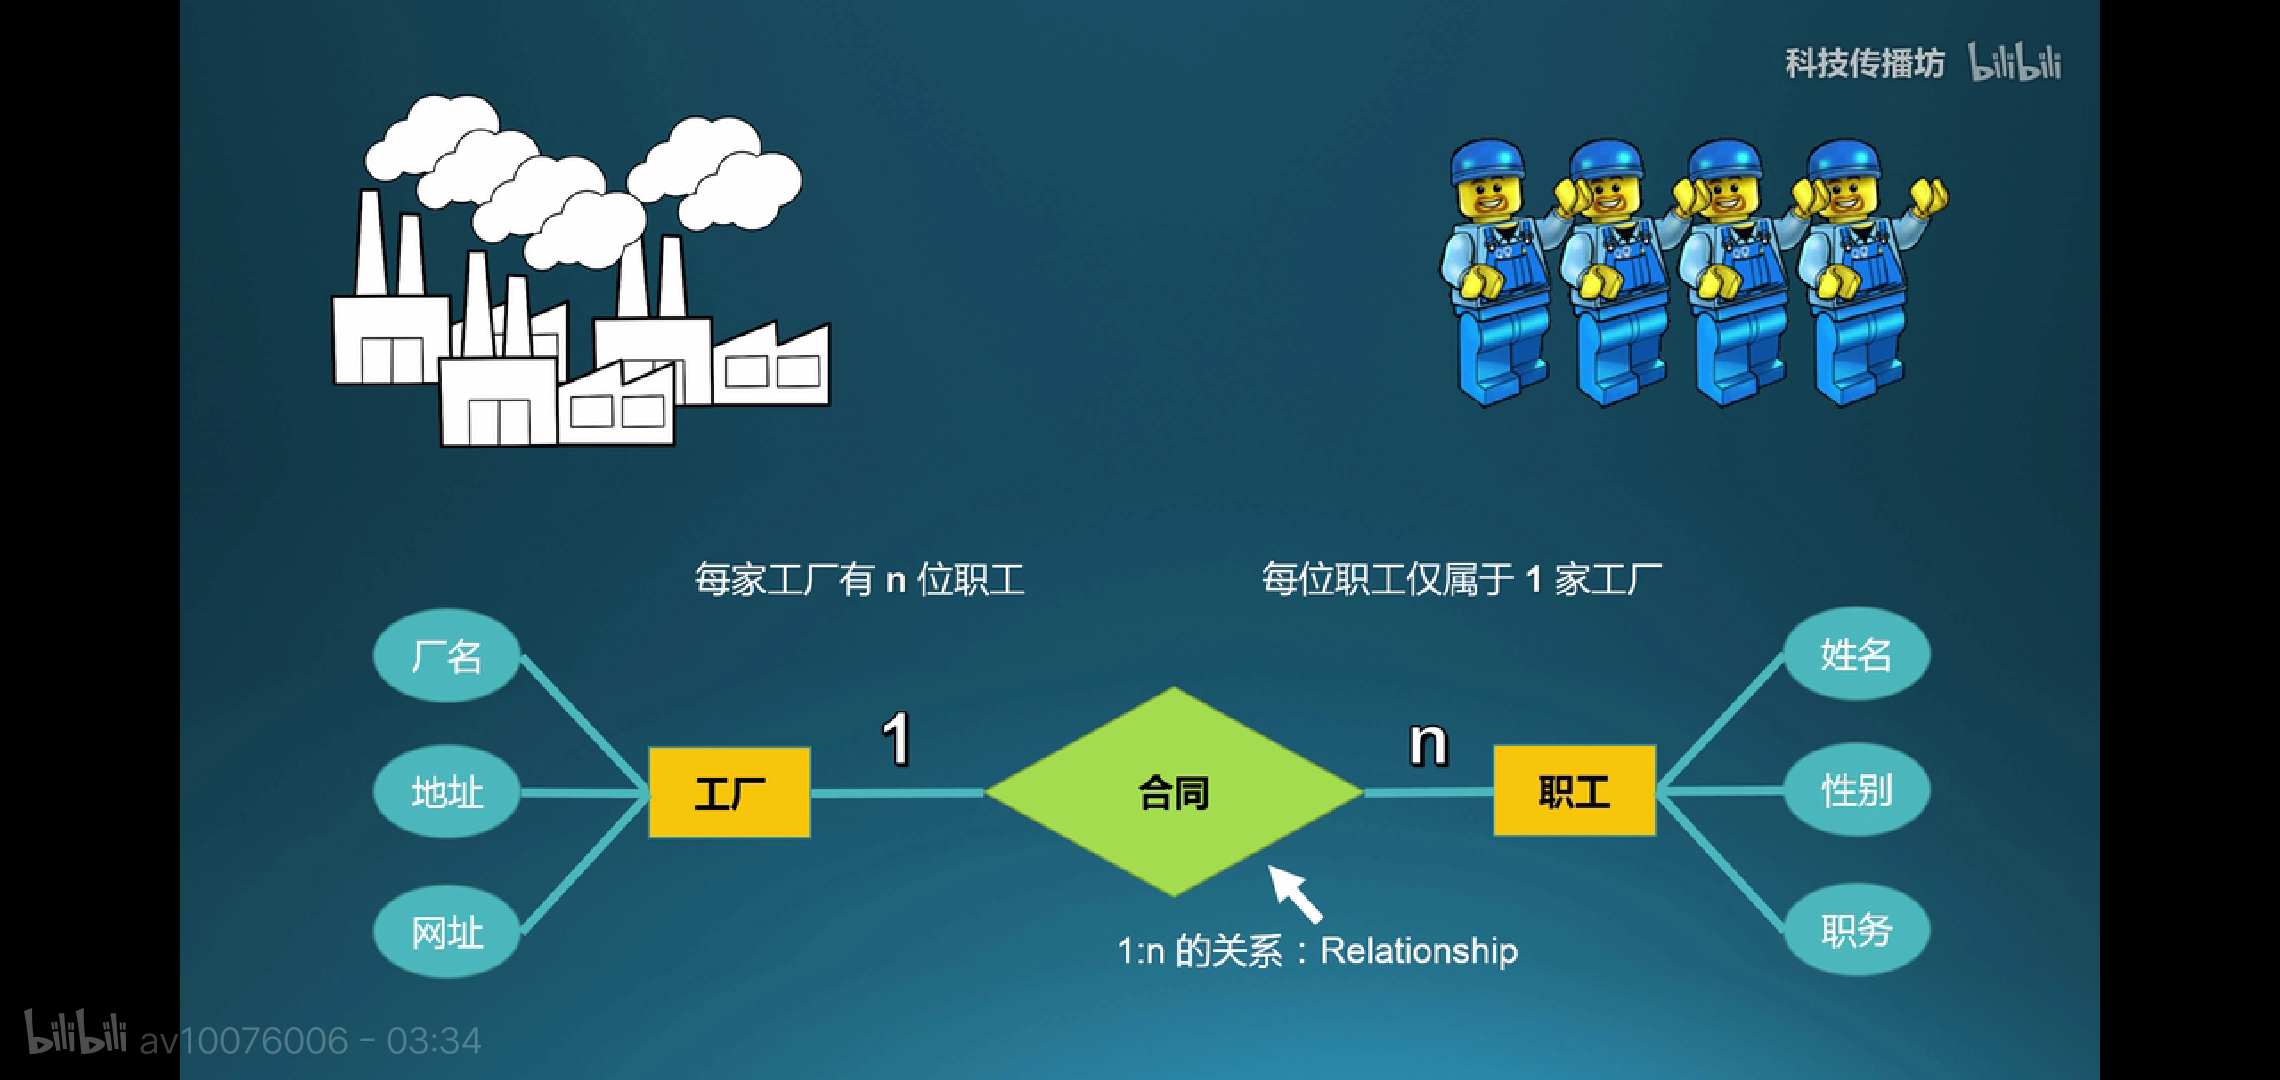 科技传播坊 bilibili
每家工厂有 n 位职工
每位职工仅属于 1 家工厂
厂名
地址
网址
工厂
1
合同
n
职工
姓名
性别
职务
1:n 的关系：Relationship
bilibili av10076006 - 03:34